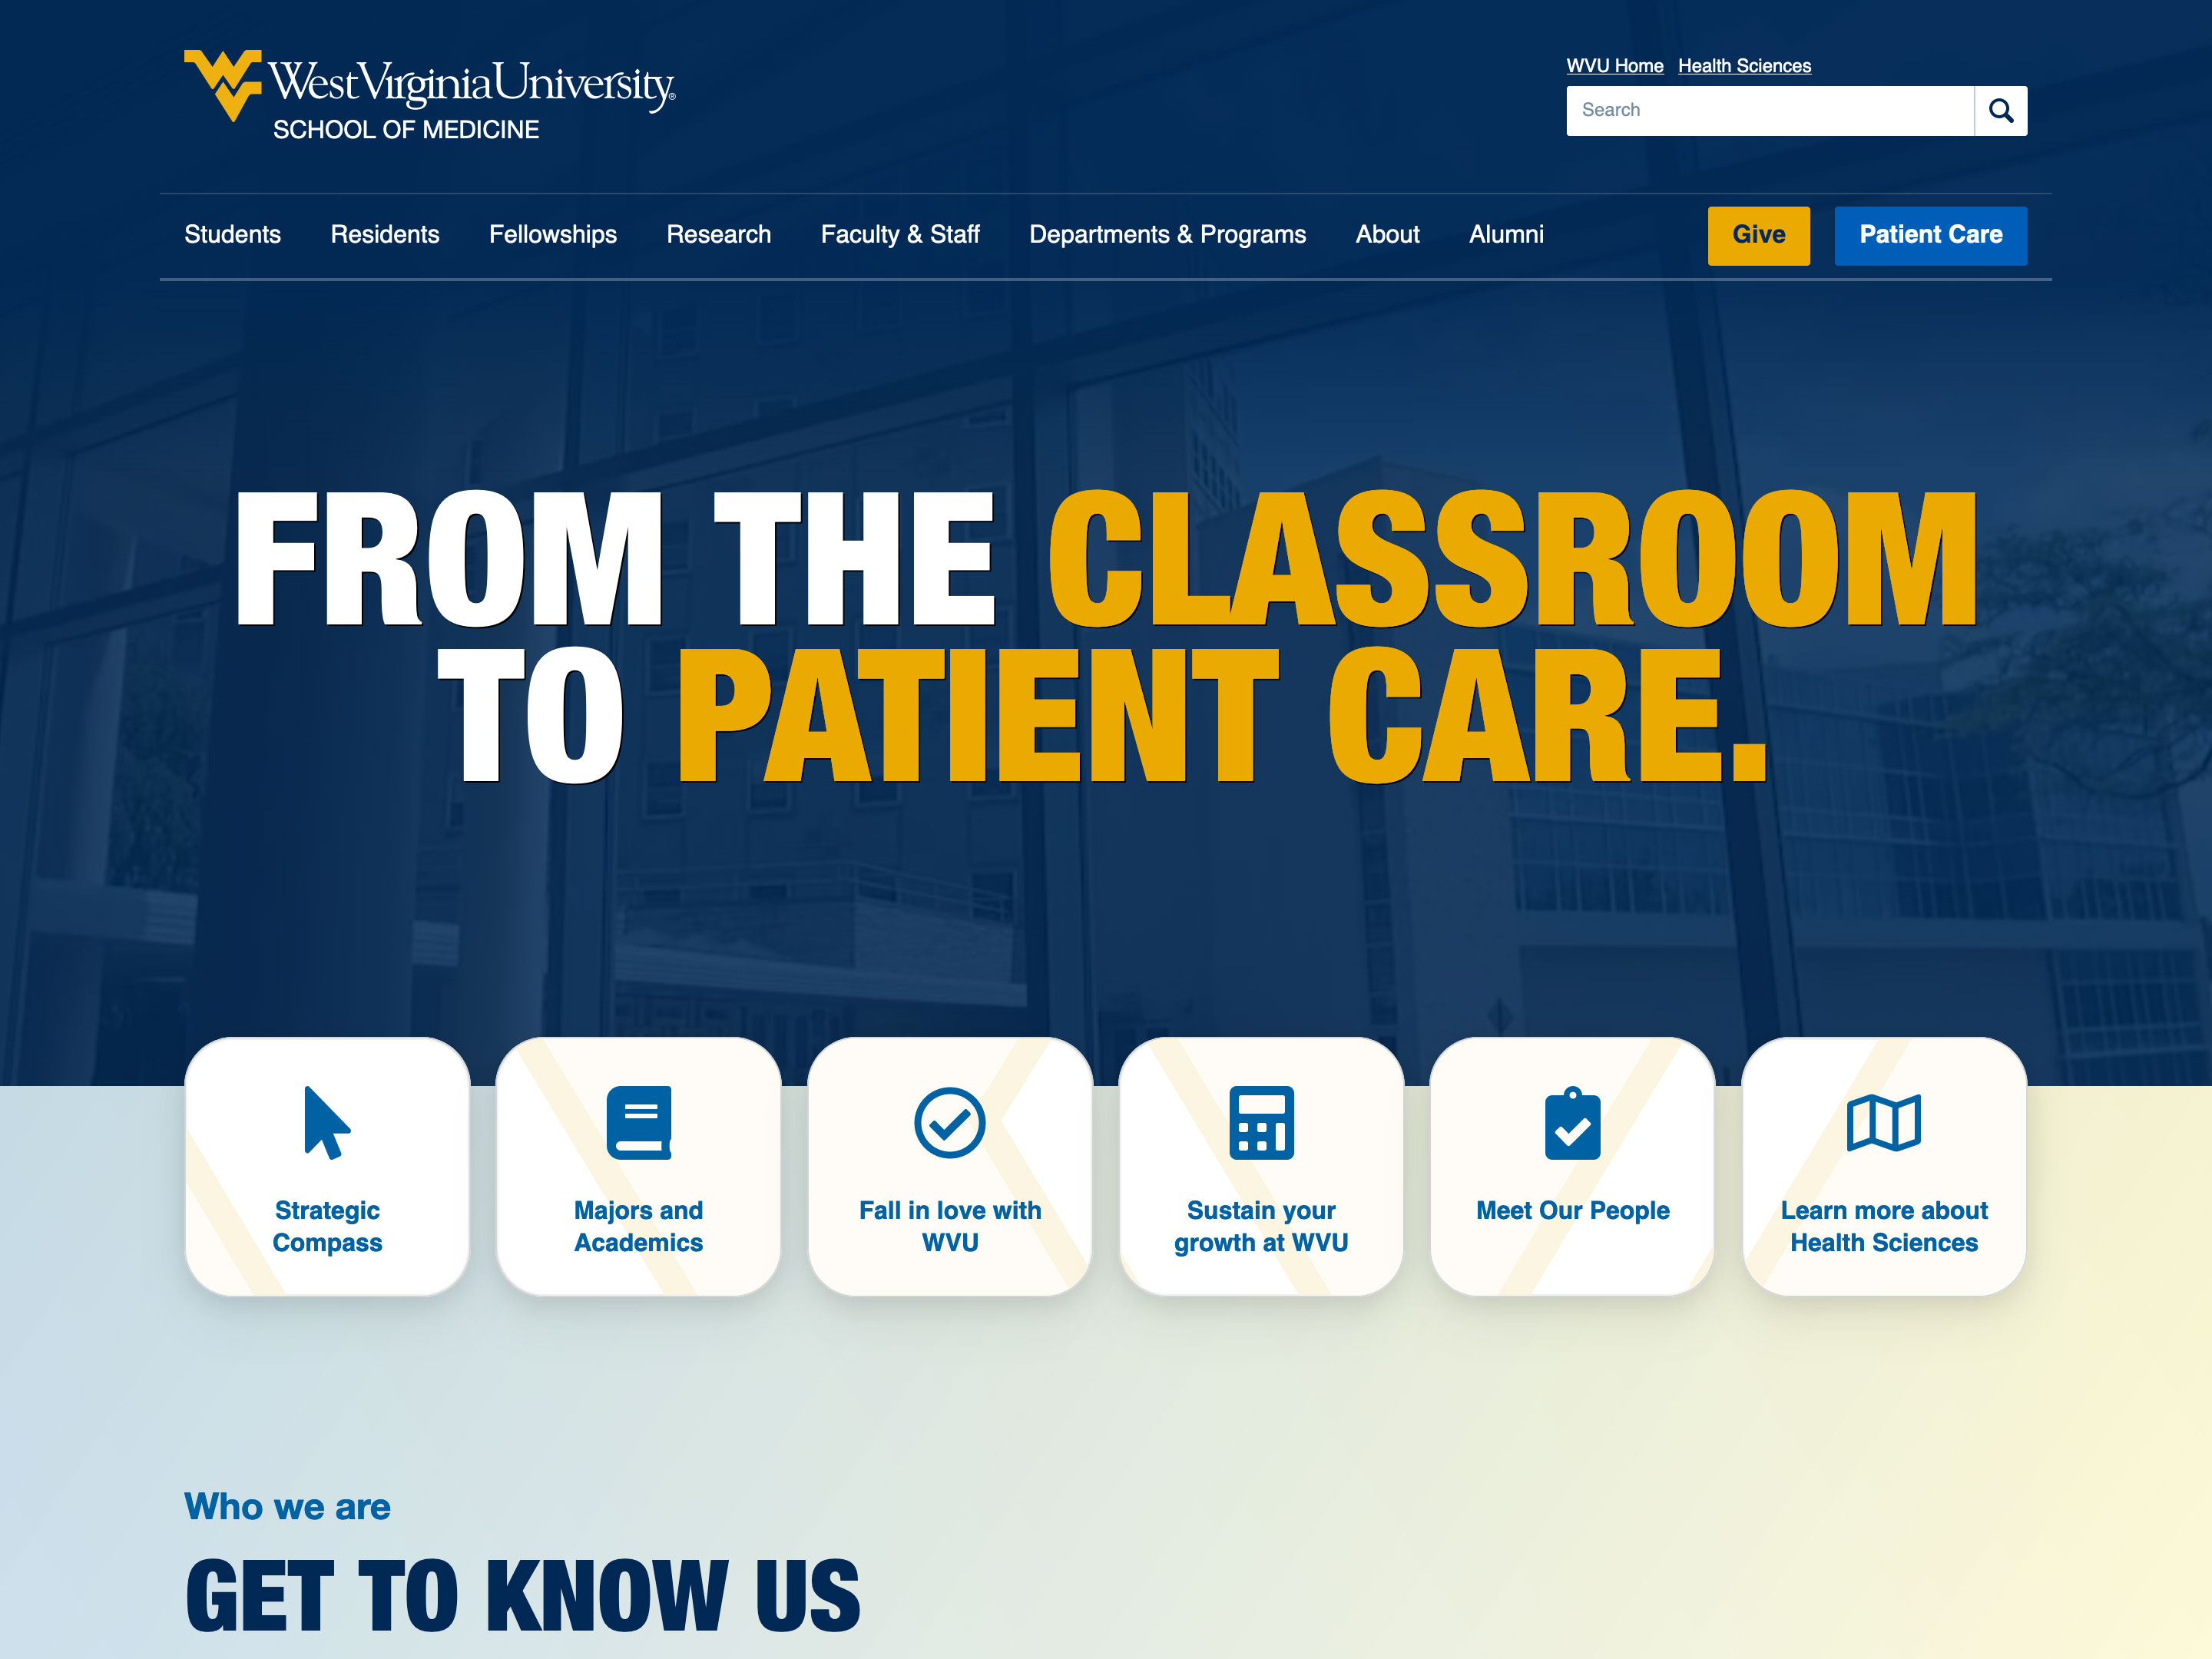 West Virginia University®
SCHOOL OF MEDICINE
WVU Home Health Sciences
Search
Students Residents Fellowships Research Faculty & Staff Departments & Programs About Alumni Give Patient Care
FROM THE CLASSROOM
TO PATIENT CARE.
Strategic
Compass
Majors and
Academics
Fall in love with
WVU
Sustain your
growth at WVU
Meet Our People
Learn more about
Health Sciences
Who we are
GET TO KNOW US